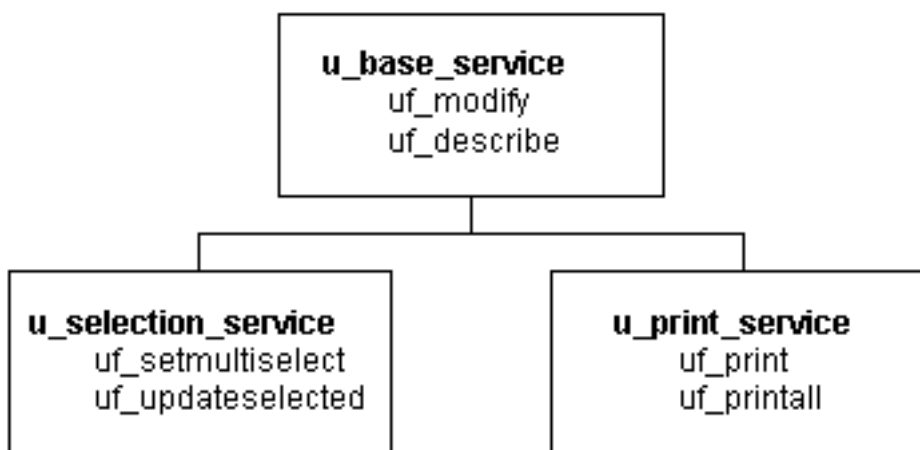 u_base_service
uf_modify
uf_describe
u_selection_service
uf_setmultiselect
uf_updateselected
u_print_service
uf_print
uf_printall